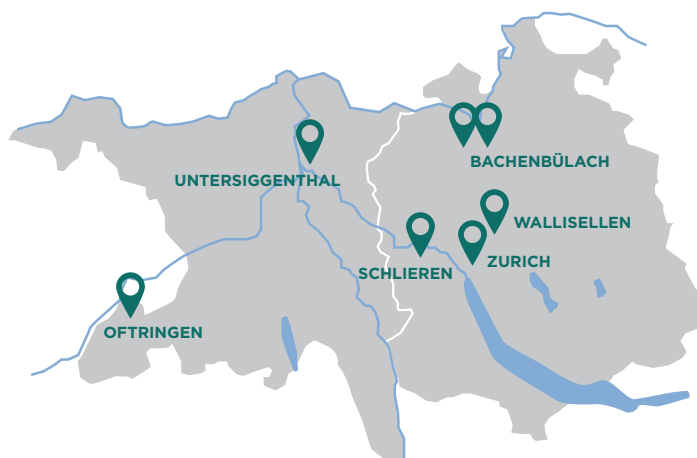 BACHENBÜLACH
UNTERSIGGENTHAL
WALLISELLEN
ZURICH
SCHLIEREN
OFTRINGEN